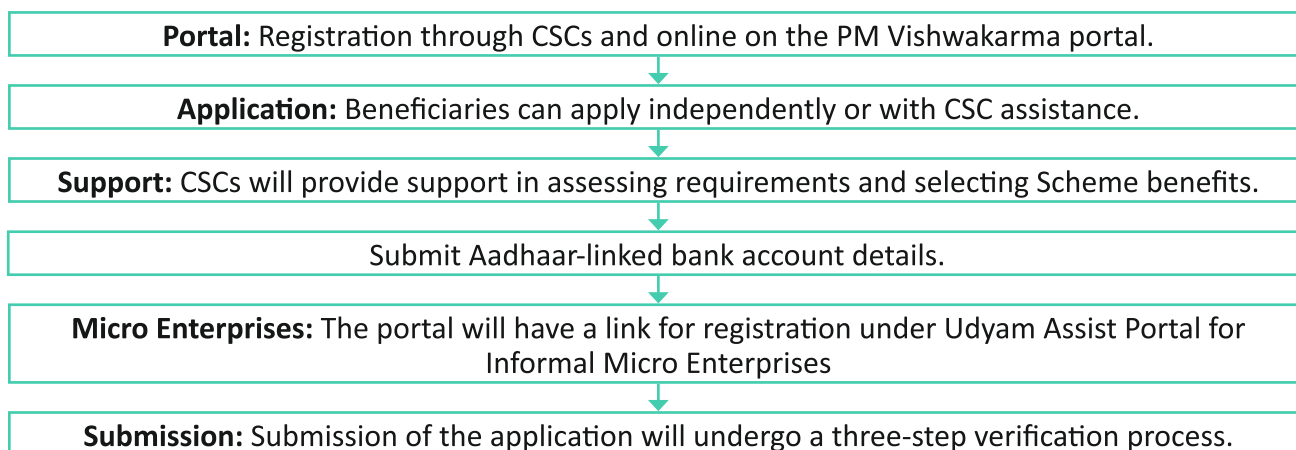 Portal: Registration through CSCs and online on the PM Vishwakarma portal.
Application: Beneficiaries can apply independently or with CSC assistance.
Support: CSCs will provide support in assessing requirements and selecting Scheme benefits.
Submit Aadhaar-linked bank account details.
Micro Enterprises: The portal will have a link for registration under Udyam Assist Portal for
Informal Micro Enterprises
Submission: Submission of the application will undergo a three-step verification process.